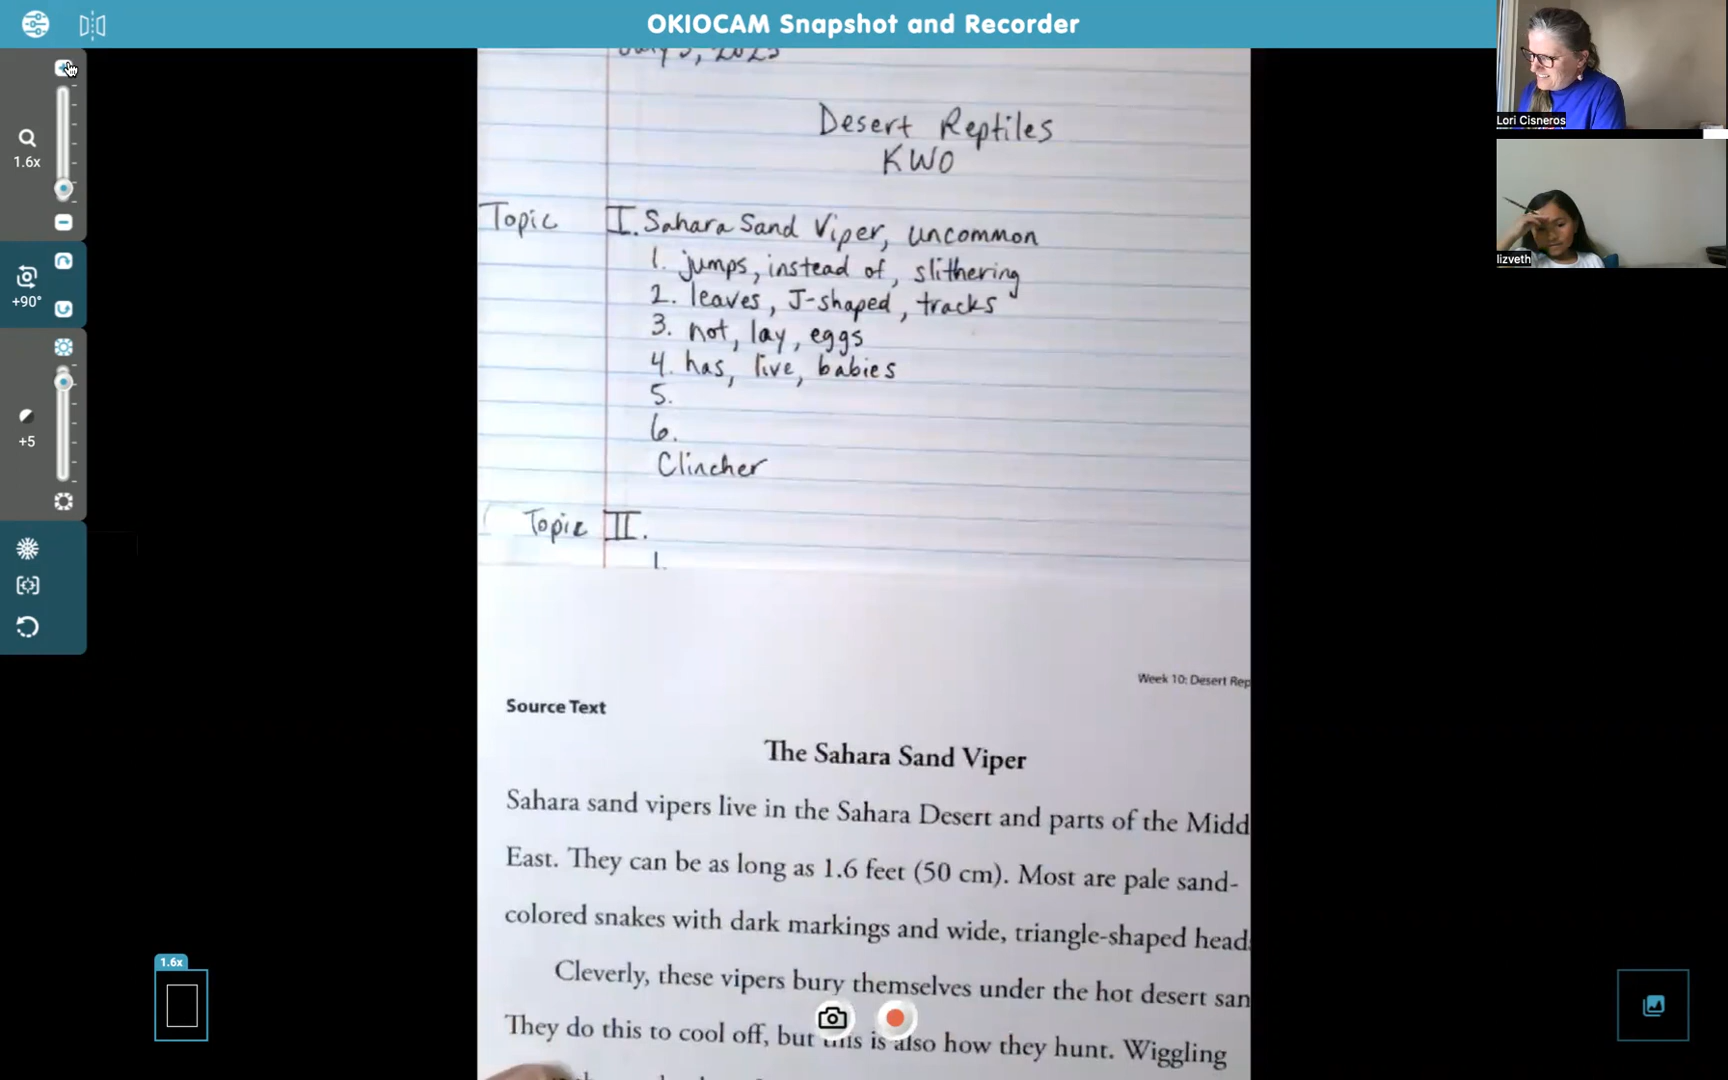 OKIOCAM Snapshot and Recorder
Lori Cisneros
lizveth
1.6x
+90°
+5
1.6x
July 5, 2023
Desert Reptiles
KWO
Topic I. Sahara Sand Viper, uncommon
1. jumps, instead of, slithering
2. leaves, J-shaped, tracks
3. not, lay, eggs
4. has, live, babies
5.
6.
Clincher
Topic II.
1.
Week 10: Desert Rep
Source Text
The Sahara Sand Viper
Sahara sand vipers live in the Sahara Desert and parts of the Midd
East. They can be as long as 1.6 feet (50 cm). Most are pale sand-
colored snakes with dark markings and wide, triangle-shaped head
Cleverly, these vipers bury themselves under the hot desert san
They do this to cool off, but this is also how they hunt. Wiggling